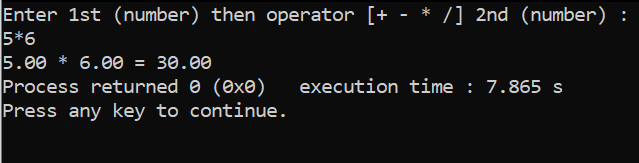 Enter 1st (number) then operator [+ - * /] 2nd (number) :
5*6
5.00 * 6.00 = 30.00
Process returned 0 (0x0)   execution time : 7.865 s
Press any key to continue.